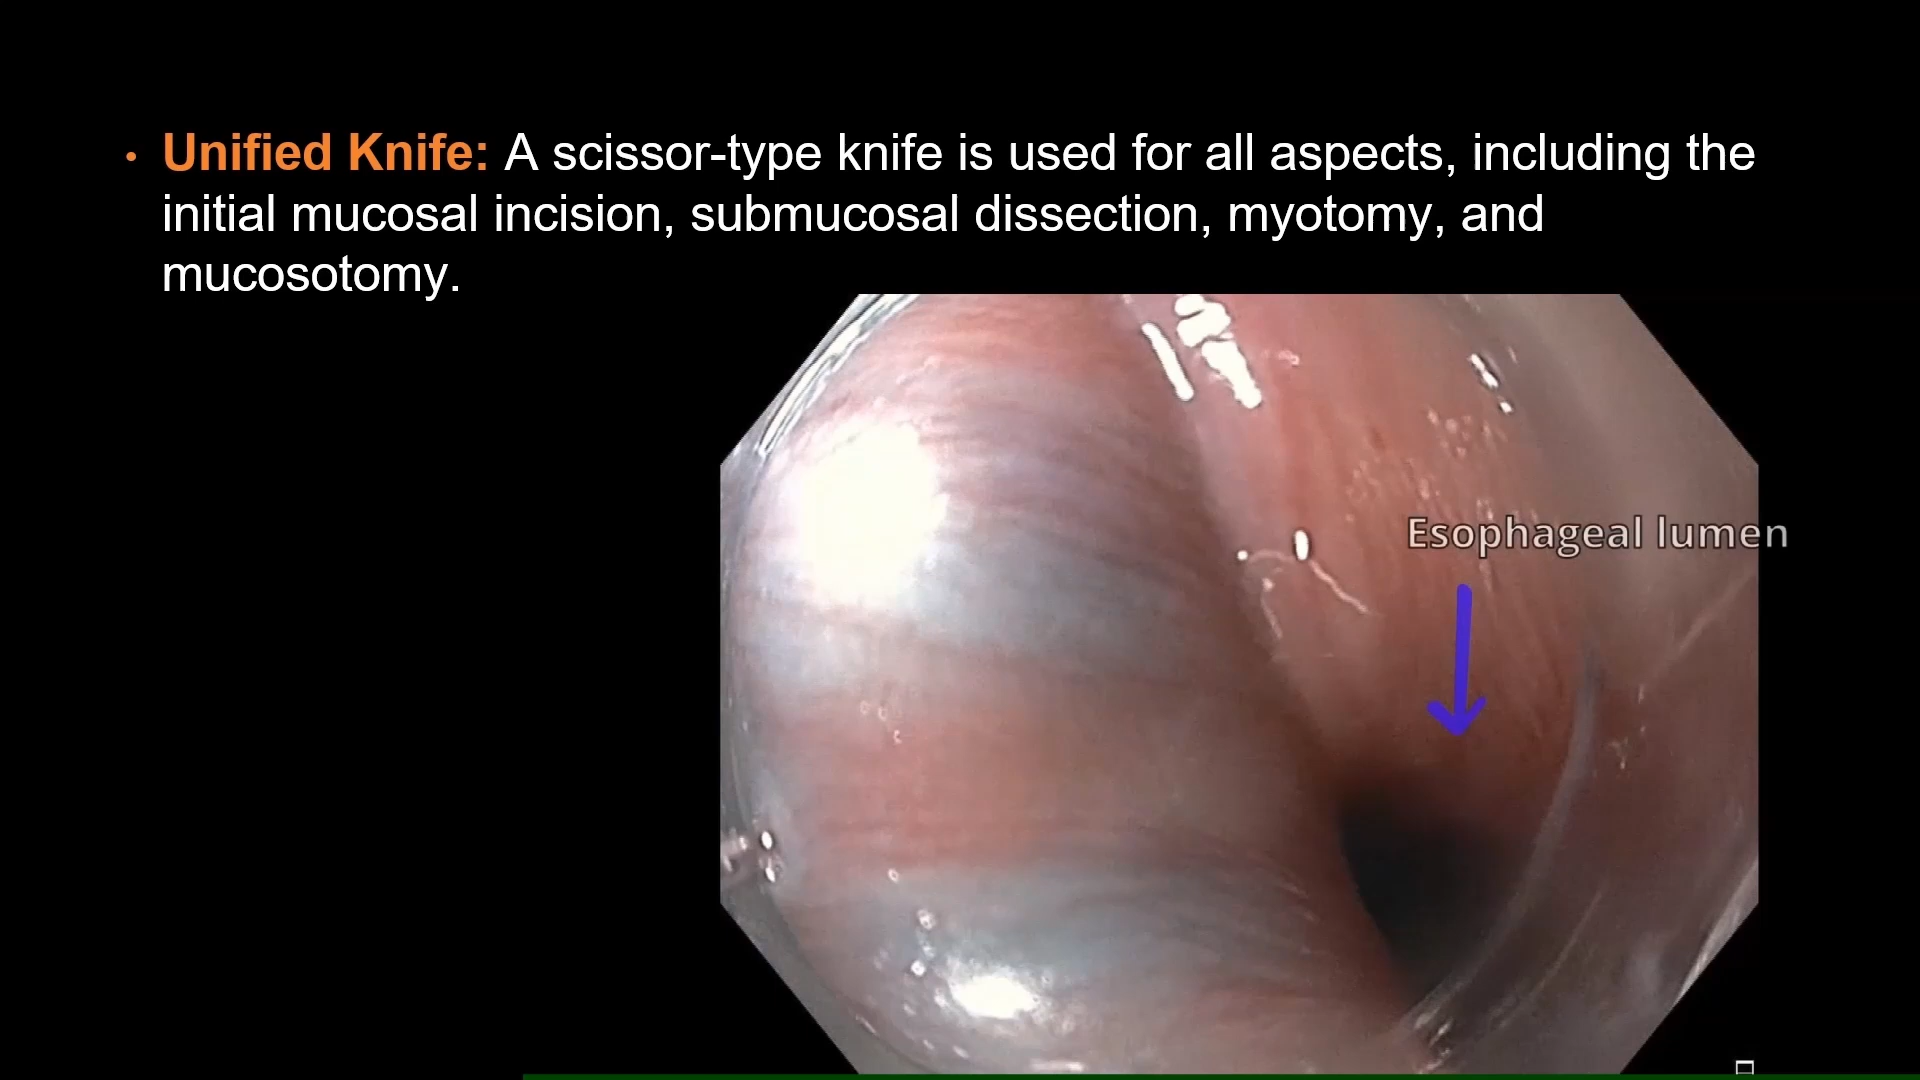 • Unified Knife: A scissor-type knife is used for all aspects, including the
initial mucosal incision, submucosal dissection, myotomy, and
mucosotomy.
Esophageal lumen